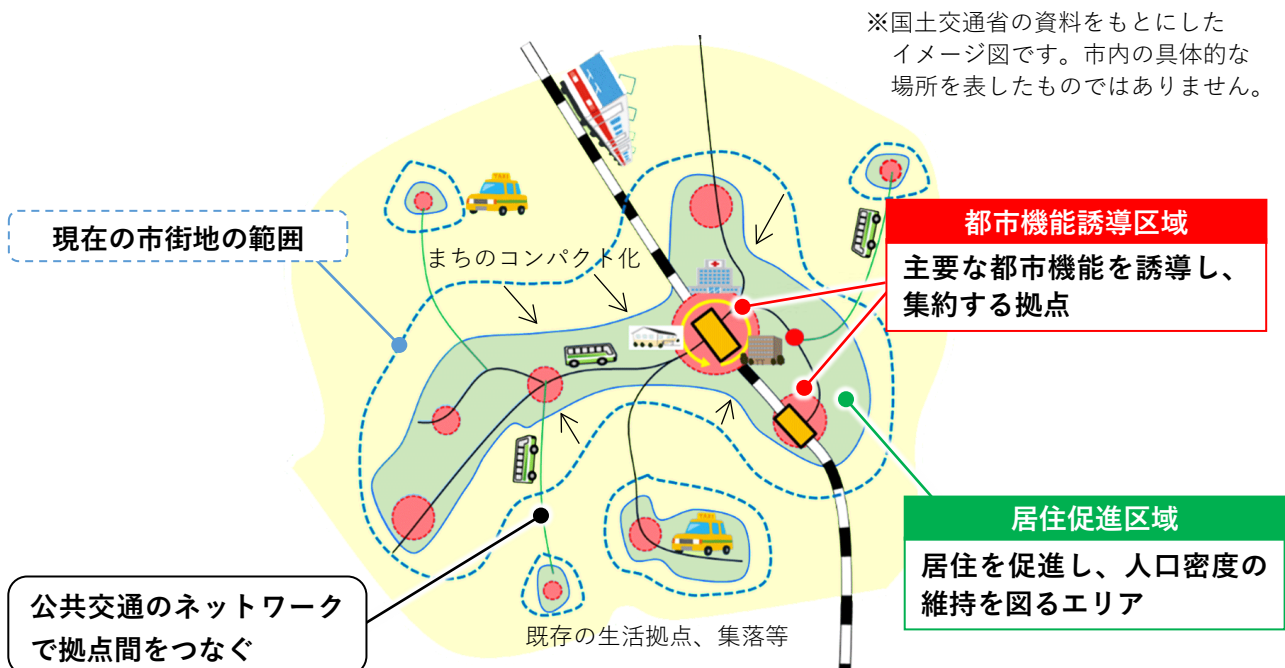 ※国土交通省の資料をもとにした
イメージ図です。市内の具体的な
場所を表したものではありません。
現在の市街地の範囲
まちのコンパクト化
都市機能誘導区域
主要な都市機能を誘導し、
集約する拠点
居住促進区域
居住を促進し、人口密度の
維持を図るエリア
公共交通のネットワーク
で拠点間をつなぐ
既存の生活拠点、集落等